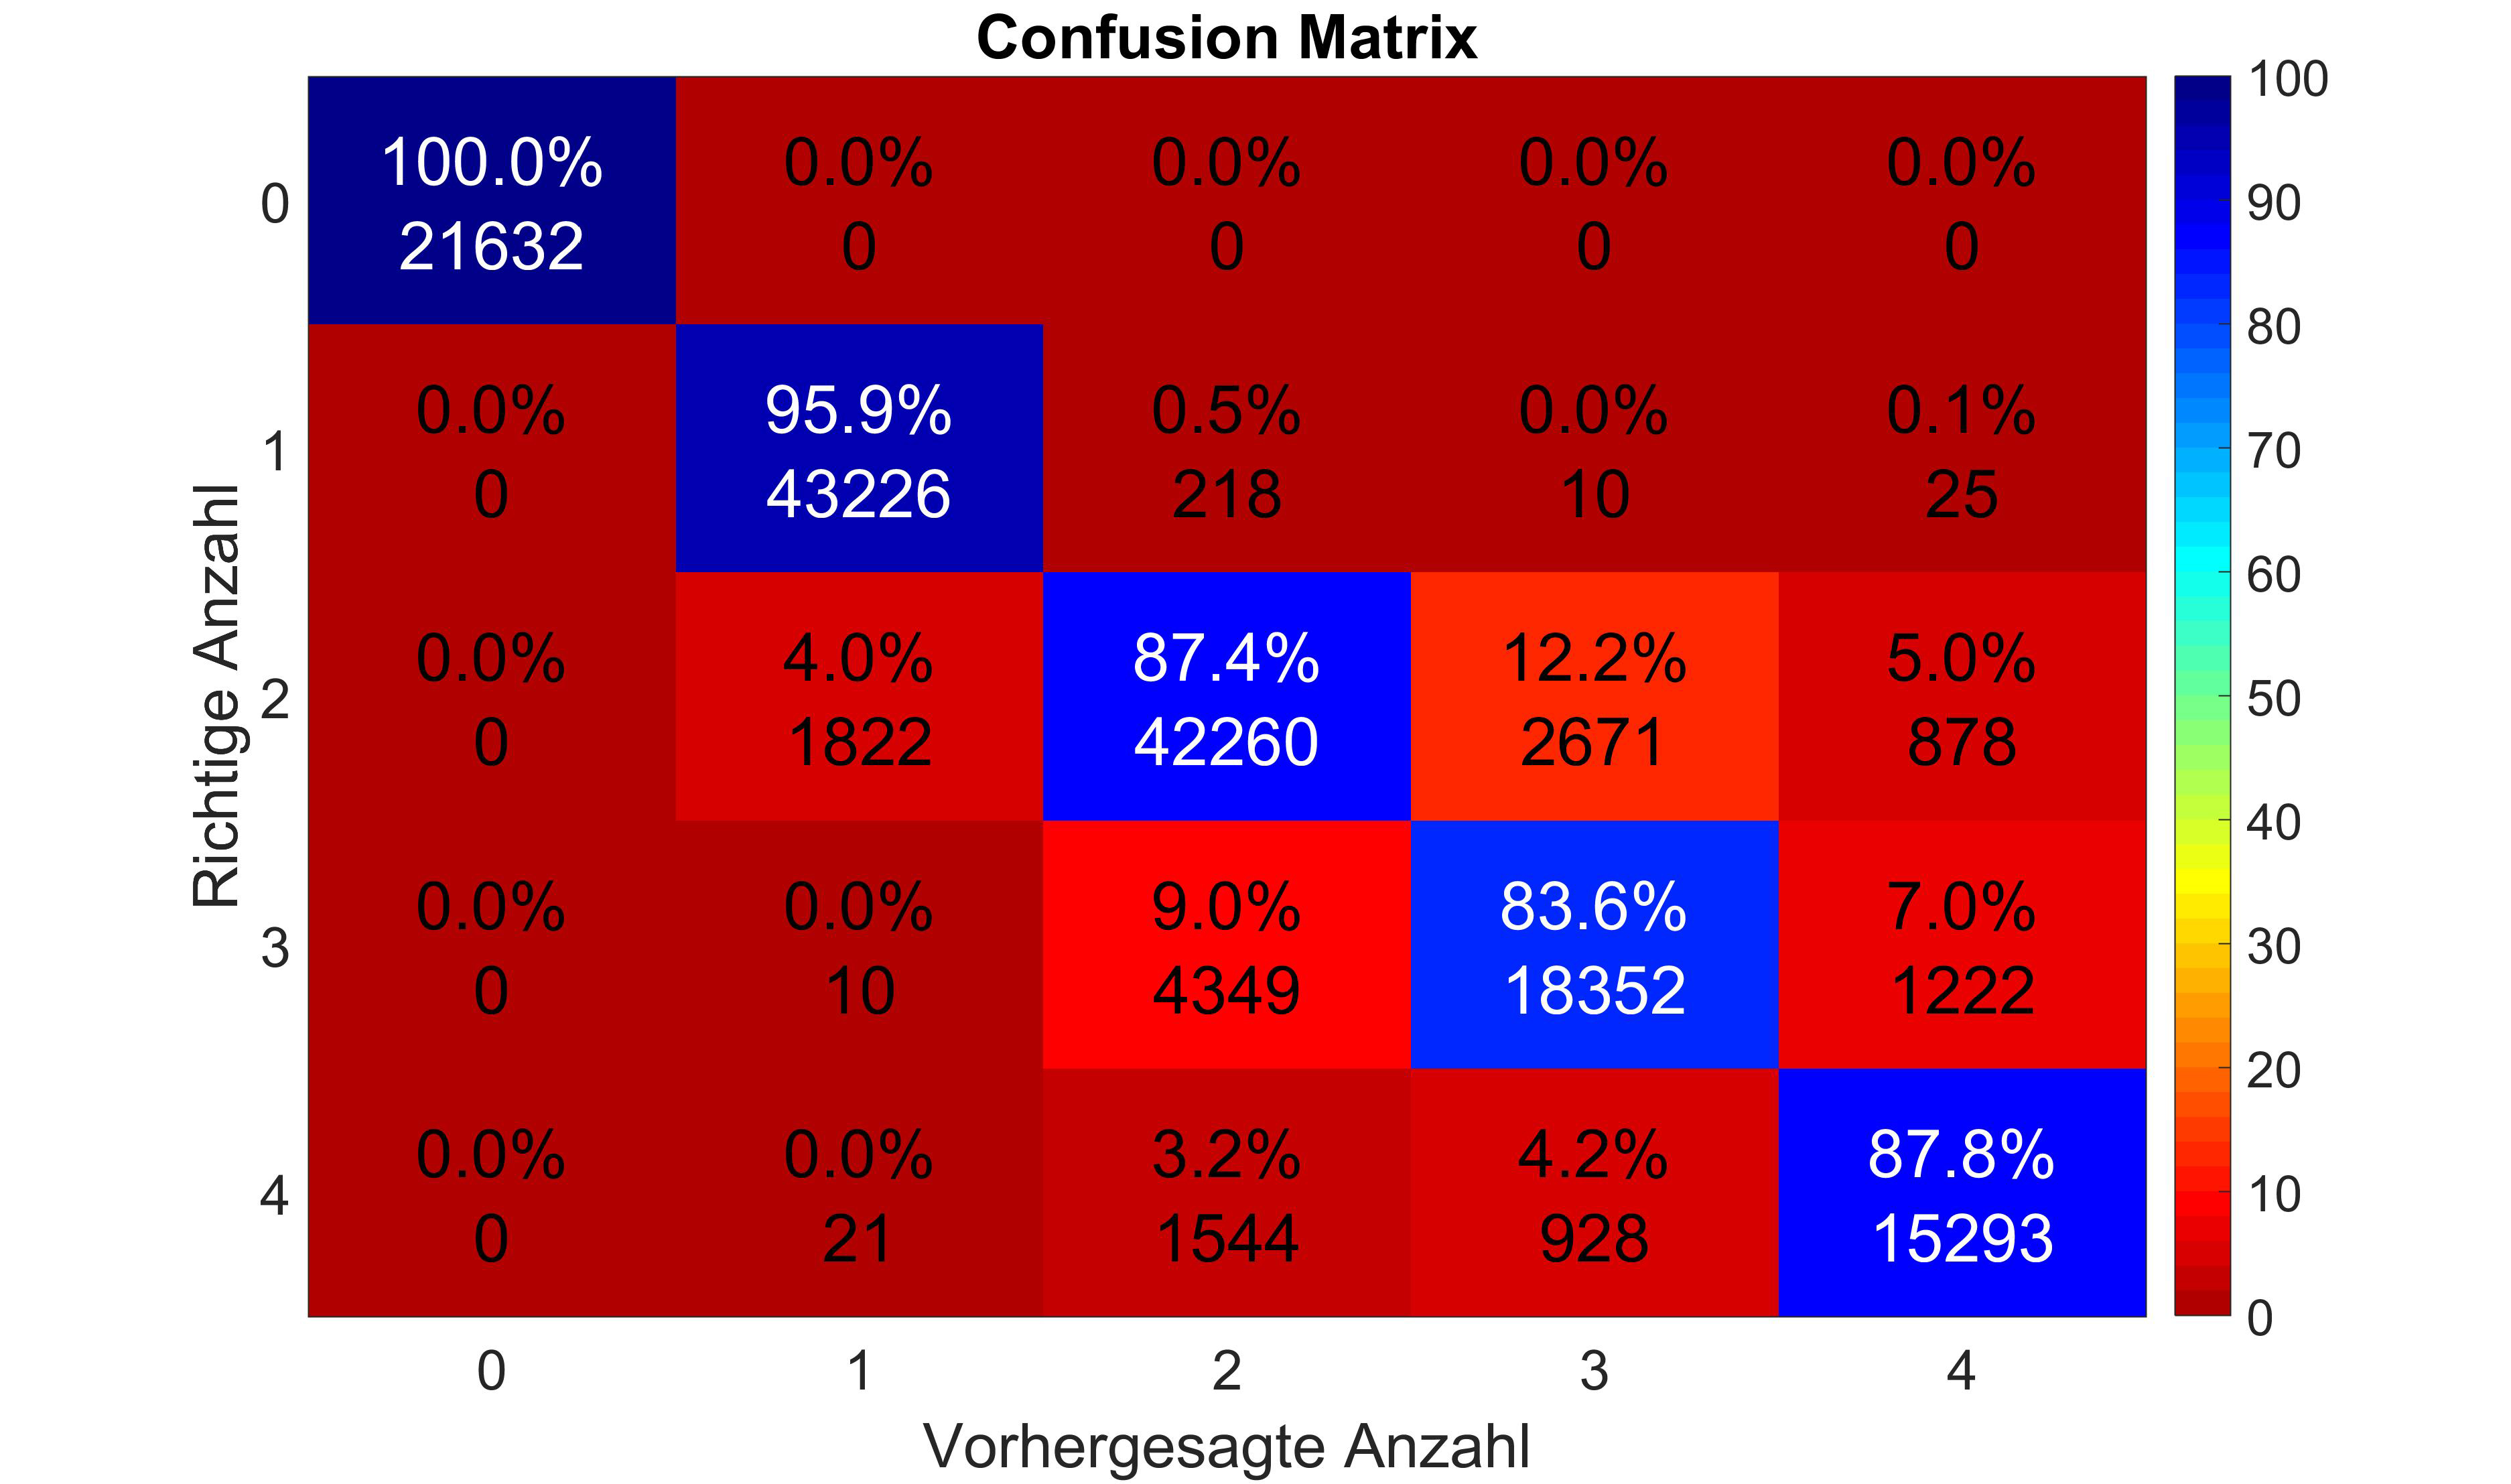 Confusion Matrix
100.0% 0.0% 0.0% 0.0% 0.0%
21632 0 0 0 0
0.0% 95.9% 0.5% 0.0% 0.1%
0 43226 218 10 25
0.0% 4.0% 87.4% 12.2% 5.0%
0 1822 42260 2671 878
0.0% 0.0% 9.0% 83.6% 7.0%
0 10 4349 18352 1222
0.0% 0.0% 3.2% 4.2% 87.8%
0 21 1544 928 15293
0
1
2
3
4
Richtige Anzahl
0 1 2 3 4
Vorhergesagte Anzahl
100
90
80
70
60
50
40
30
20
10
0